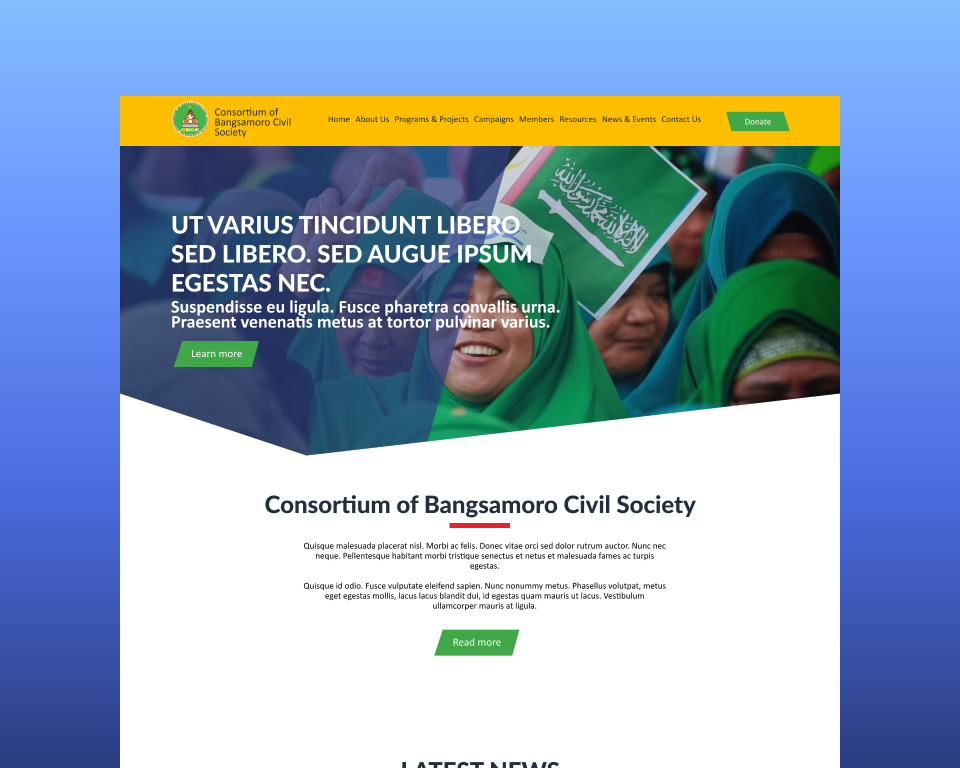 Consortium of
Bangsamoro Civil
Society
Home About Us Programs & Projects Campaigns Members Resources News & Events Contact Us
Donate
CBCS
UT VARIUS TINCIDUNT LIBERO
SED LIBERO. SED AUGUE IPSUM
EGESTAS NEC.
Suspendisse eu ligula. Fusce pharetra convallis urna.
Praesent venenatis metus at tortor pulvinar varius.
Learn more
Consortium of Bangsamoro Civil Society
Quisque malesuada placerat nisl. Morbi ac felis. Donec vitae orci sed dolor rutrum auctor. Nunc nec
neque. Pellentesque habitant morbi tristique senectus et netus et malesuada fames ac turpis
egestas.
Quisque id odio. Fusce vulputate eleifend sapien. Nunc nonummy metus. Phasellus volutpat, metus
eget egestas mollis, lacus lacus blandit dui, id egestas quam mauris ut lacus. Vestibulum
ullamcorper mauris at ligula.
Read more
LATEST NEWS